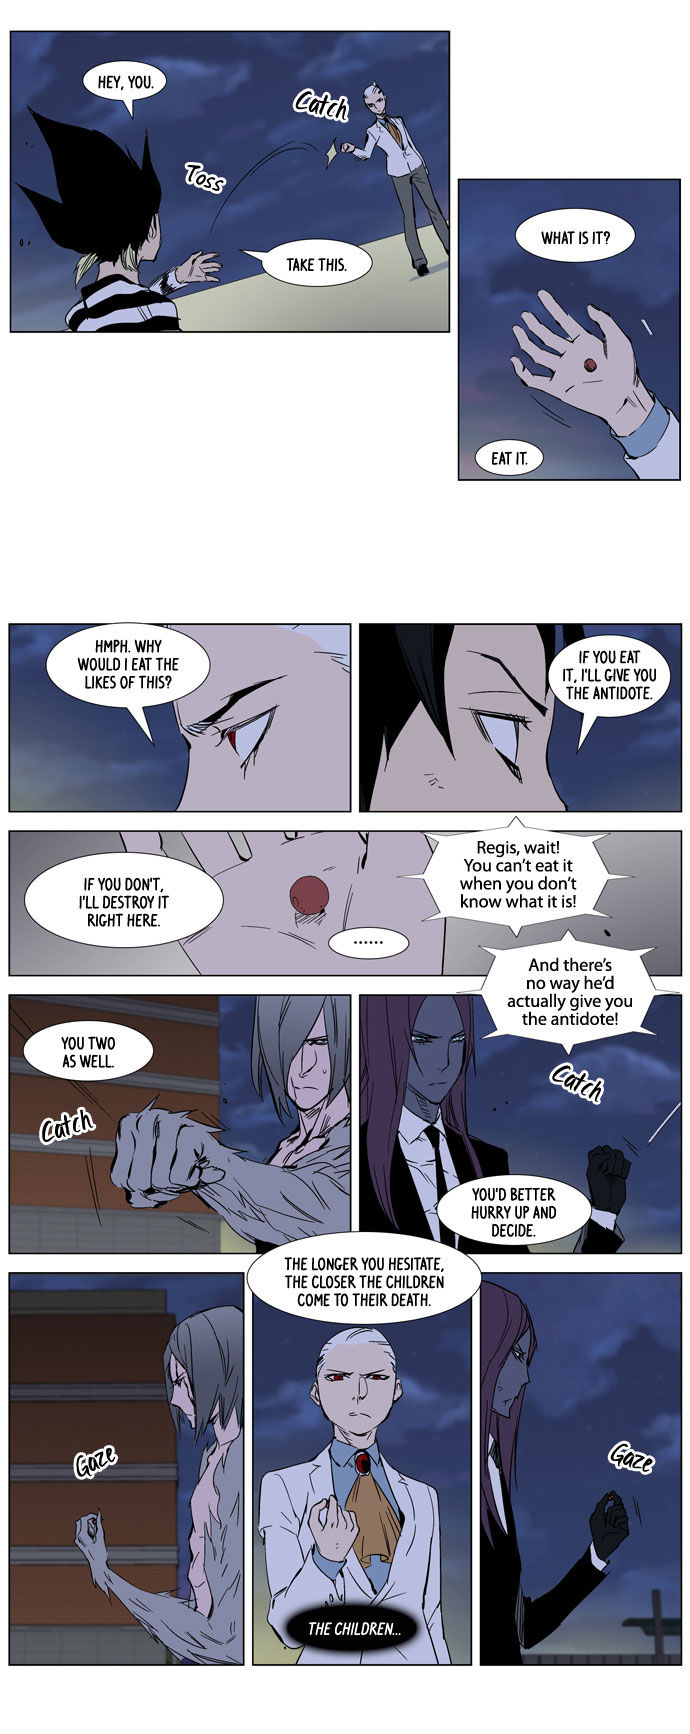 HEY, YOU.
Catch
Toss
TAKE THIS.
WHAT IS IT?
EAT IT.
HMPH. WHY
WOULD I EAT THE
LIKES OF THIS?
IF YOU EAT
IT, I'LL GIVE YOU
THE ANTIDOTE.
IF YOU DON'T,
I'LL DESTROY IT
RIGHT HERE.
......
Regis, wait!
You can't eat it
when you don't
know what it is!
And there's
no way he'd
actually give you
the antidote!
YOU TWO
AS WELL.
Catch
Catch
YOU'D BETTER
HURRY UP AND
DECIDE.
THE LONGER YOU HESITATE,
THE CLOSER THE CHILDREN
COME TO THEIR DEATH.
Gaze
THE CHILDREN...
Gaze